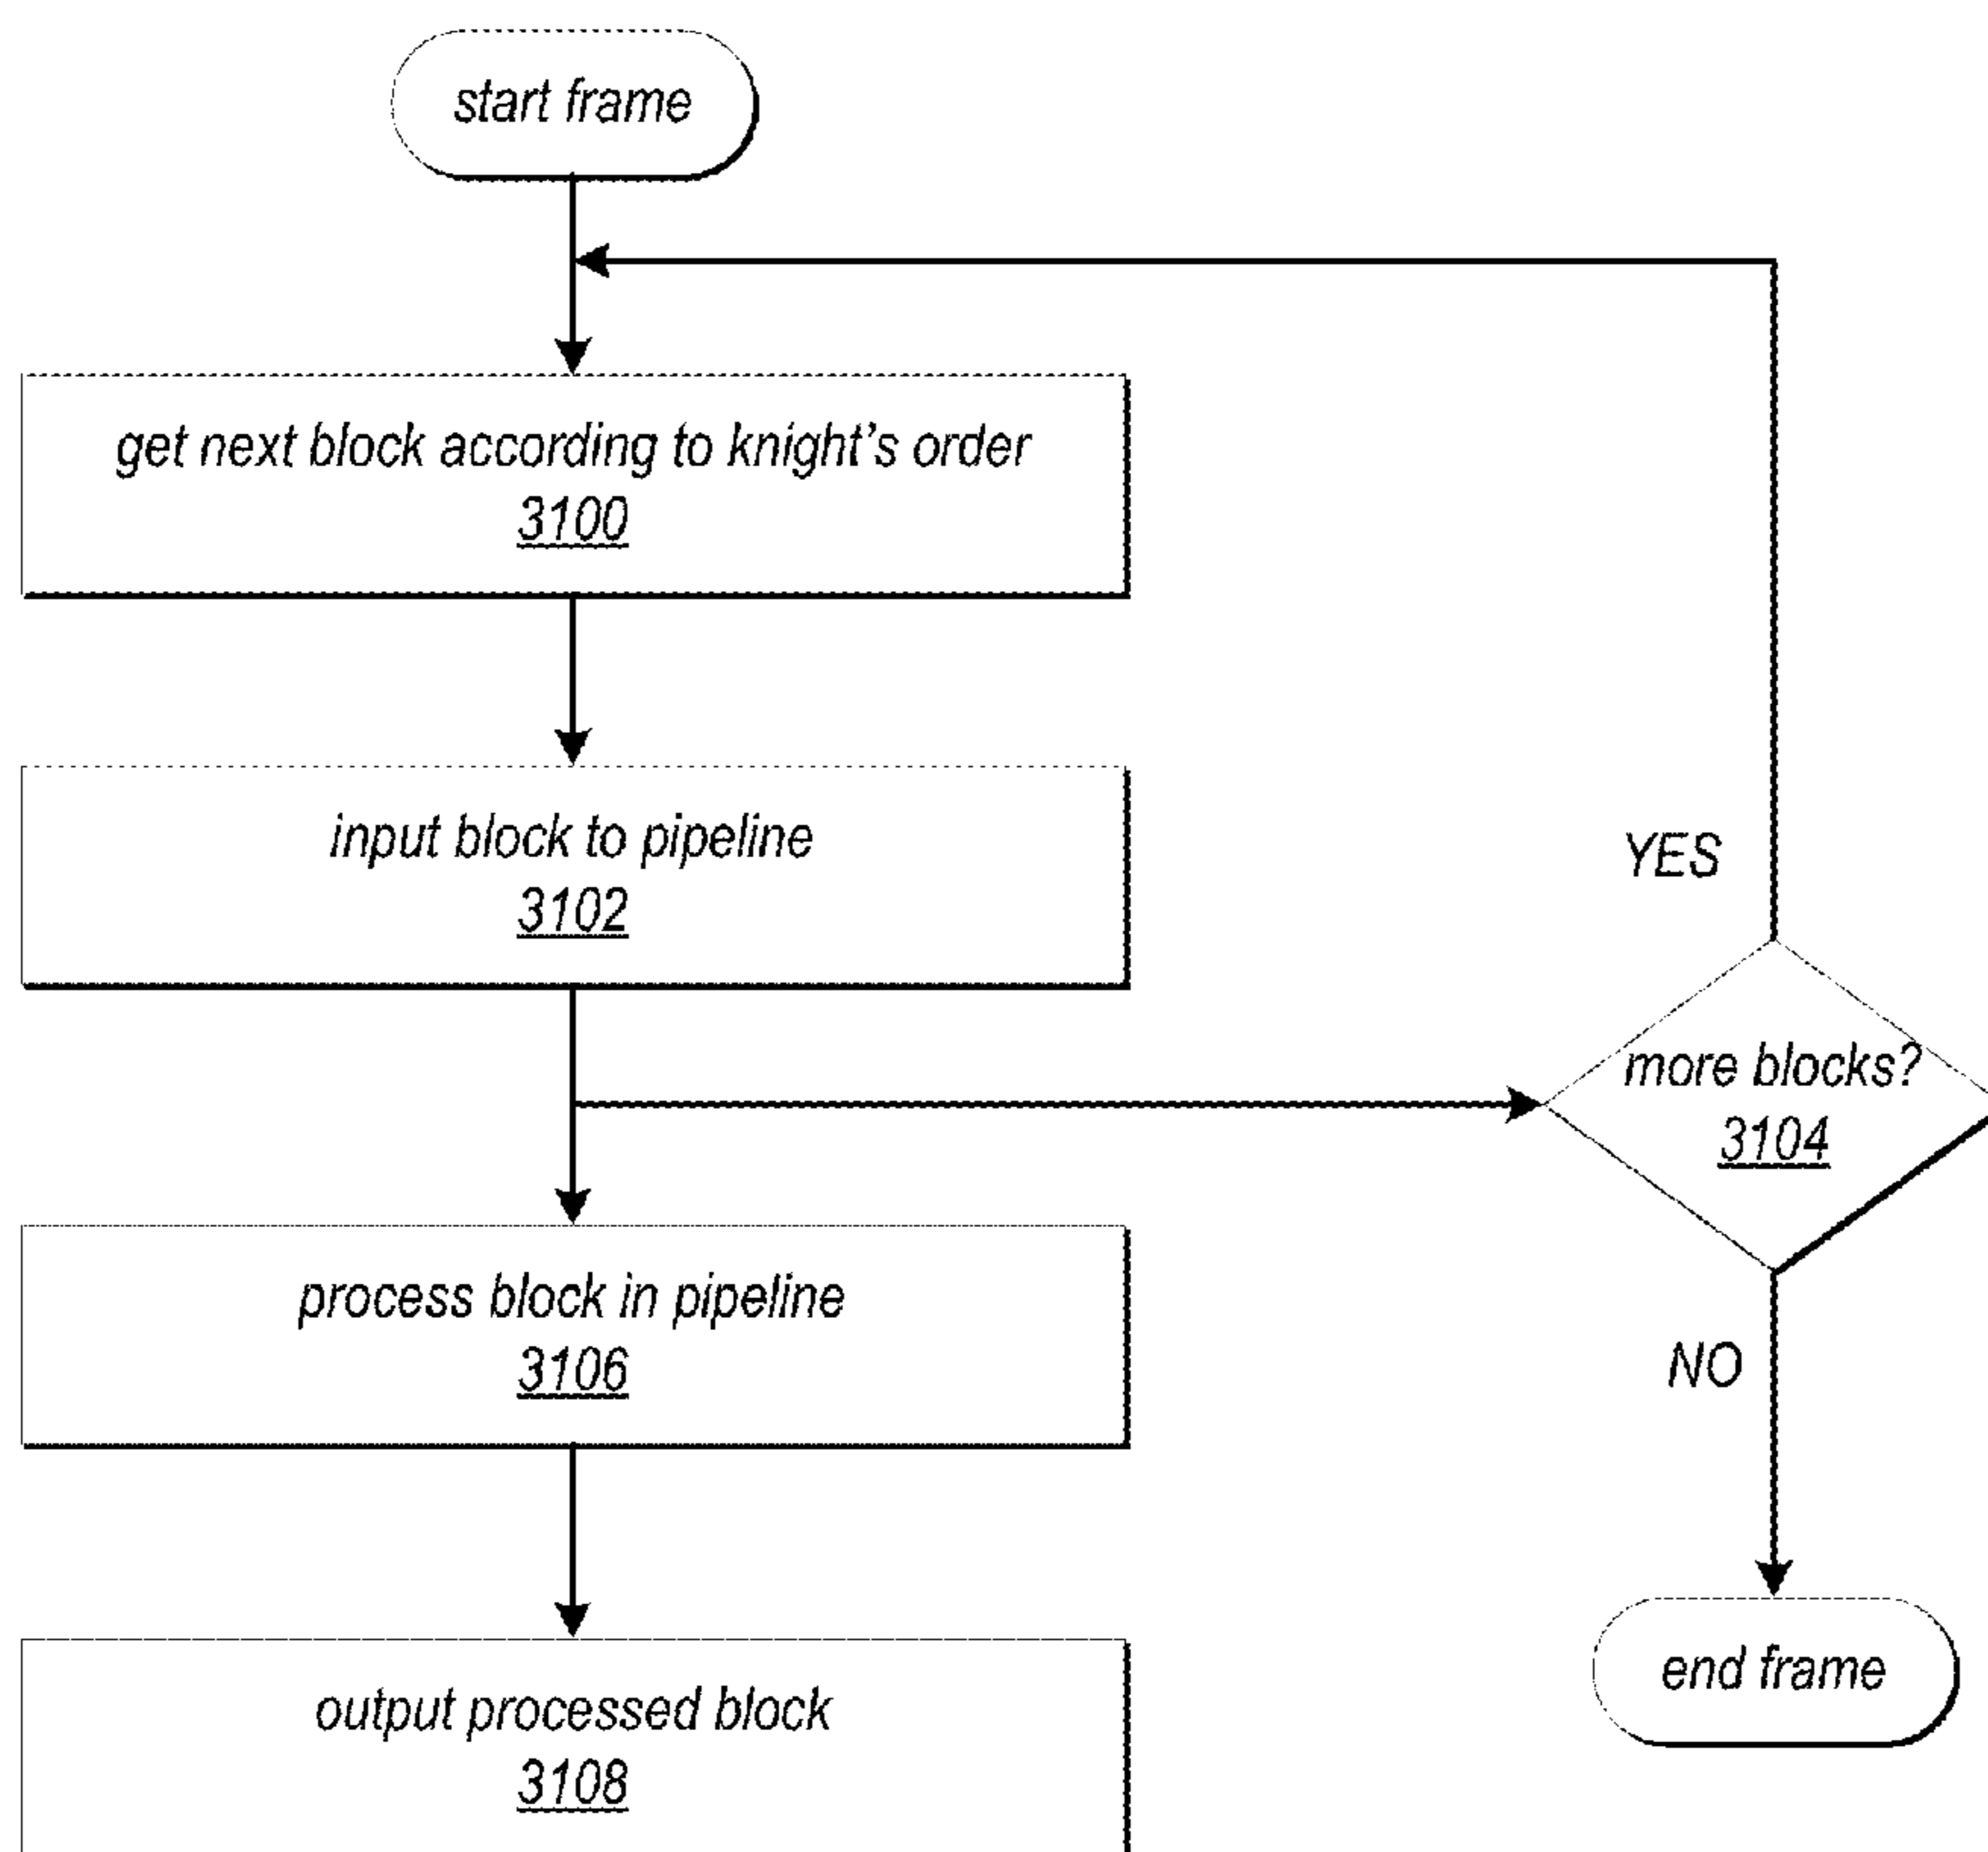 start frame
get next block according to knight's order
3100
input block to pipeline
3102
YES
more blocks?
3104
process block in pipeline
3106
NO
output processed block
3108
end frame